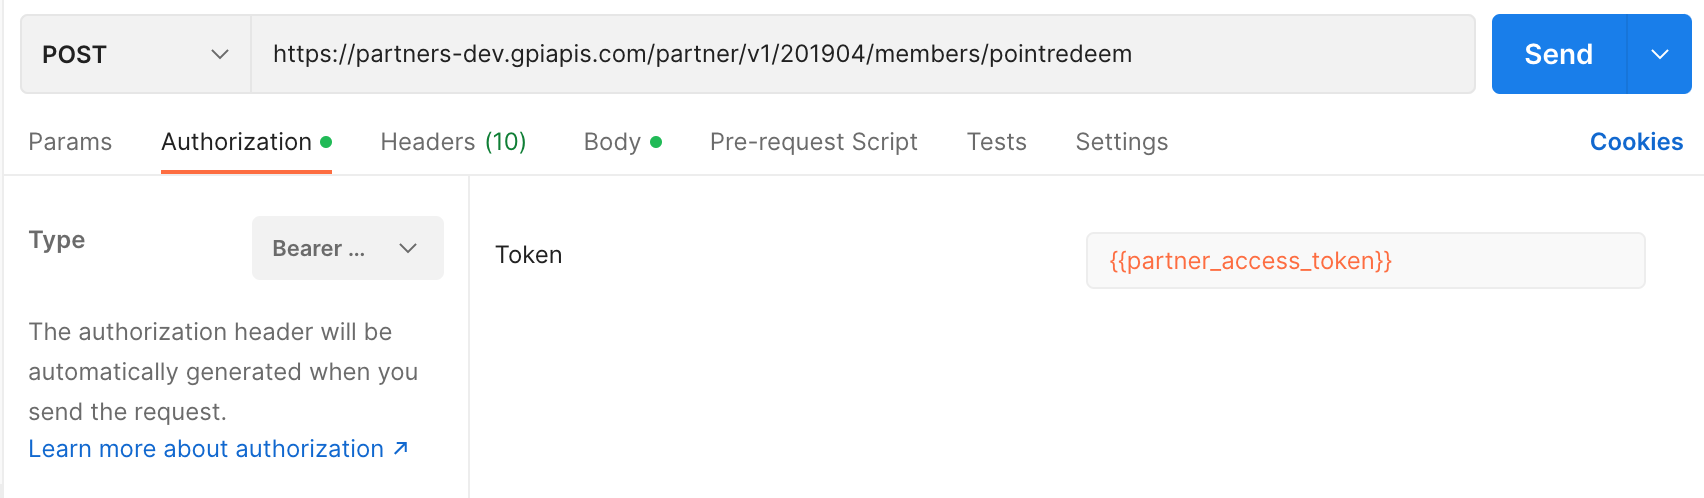 POST
https://partners-dev.gpiapis.com/partner/v1/201904/members/pointredeem
Send
Params
Authorization
Headers (10)
Body
Pre-request Script
Tests
Settings
Cookies
Type
Bearer ...
Token
{{partner_access_token}}
The authorization header will be
automatically generated when you
send the request.
Learn more about authorization ↗